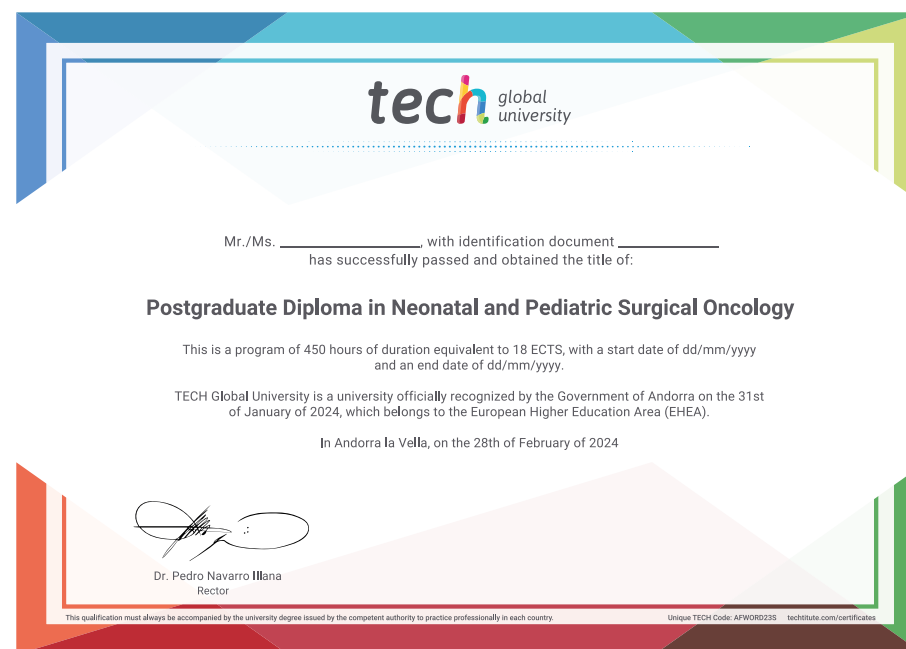 tech global
university
Mr./Ms. ____________, with identification document ____________
has successfully passed and obtained the title of:
Postgraduate Diploma in Neonatal and Pediatric Surgical Oncology
This is a program of 450 hours of duration equivalent to 18 ECTS, with a start date of dd/mm/yyyy
and an end date of dd/mm/yyyy.
TECH Global University is a university officially recognized by the Government of Andorra on the 31st
of January of 2024, which belongs to the European Higher Education Area (EHEA).
In Andorra la Vella, on the 28th of February of 2024
Dr. Pedro Navarro Illana
Rector
This qualification must always be accompanied by the university degree issued by the competent authority to practice professionally in each country. Unique TECH Code: AFWORD23S techtitute.com/certificates